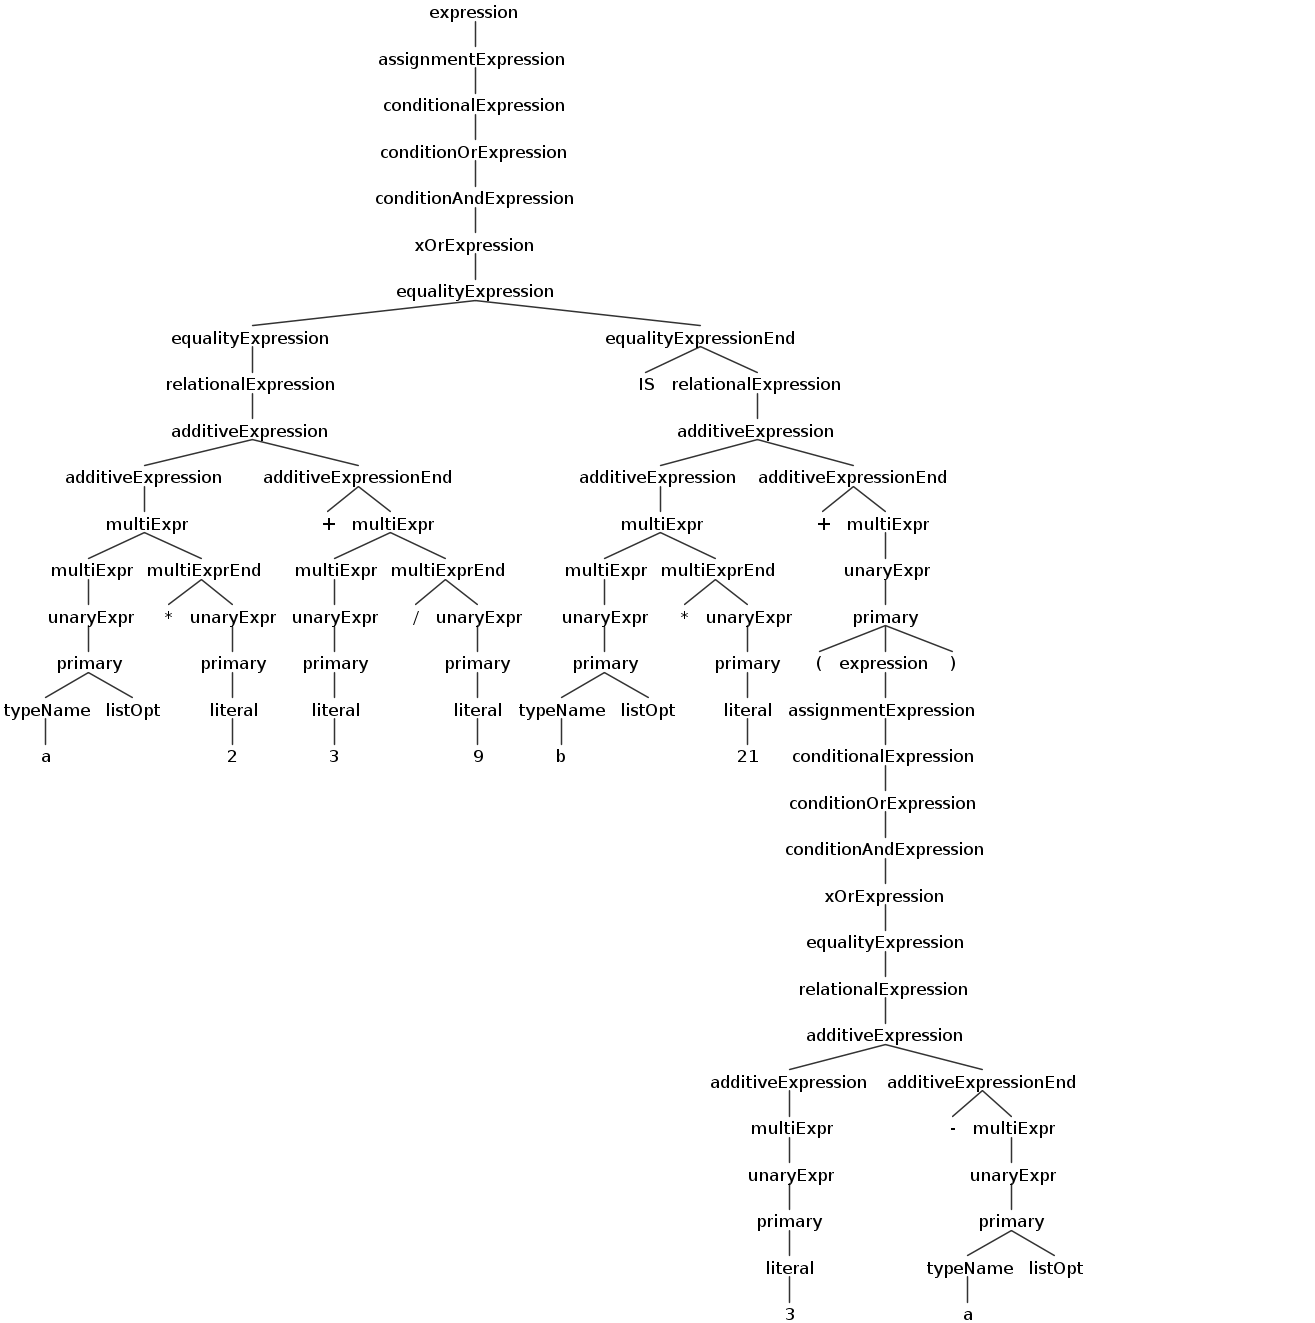 expression
assignmentExpression
conditionalExpression
conditionOrExpression
conditionAndExpression
xOrExpression
equalityExpression
equalityExpression equalityExpressionEnd
relationalExpression IS relationalExpression
additiveExpression additiveExpression
additiveExpression additiveExpressionEnd additiveExpression additiveExpressionEnd
multiExpr + multiExpr multiExpr + multiExpr
multiExpr multiExprEnd multiExpr multiExprEnd multiExpr multiExprEnd unaryExpr
unaryExpr * unaryExpr unaryExpr / unaryExpr unaryExpr * unaryExpr primary
primary primary primary primary primary primary ( expression )
typeName listOpt literal literal literal typeName listOpt literal assignmentExpression
a 2 3 9 b 21 conditionalExpression
conditionOrExpression
conditionAndExpression
xOrExpression
equalityExpression
relationalExpression
additiveExpression
additiveExpression additiveExpressionEnd
multiExpr - multiExpr
unaryExpr unaryExpr
primary primary
literal typeName listOpt
3 a